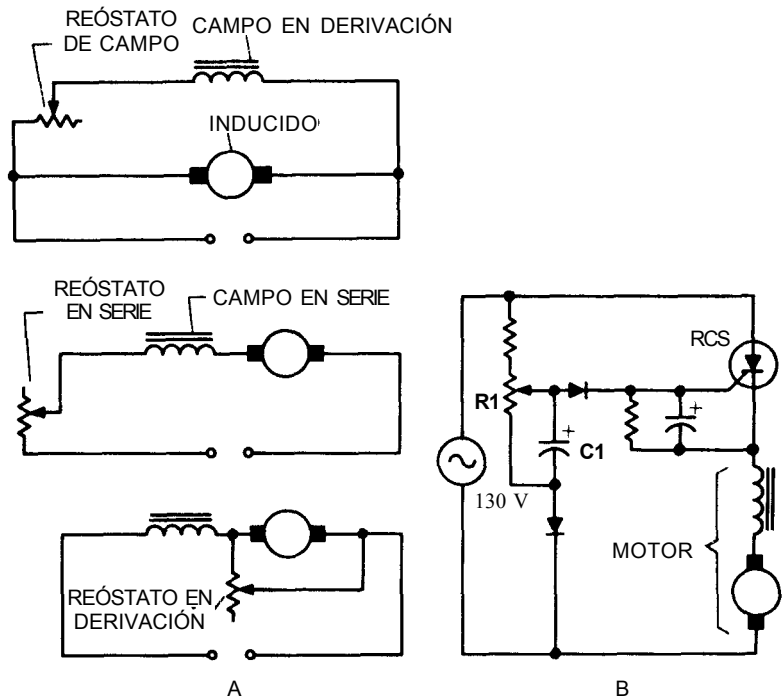 REÓSTATO
DE CAMPO
CAMPO EN DERIVACIÓN
INDUCIDO
REÓSTATO
EN SERIE
CAMPO EN SERIE
REÓSTATO EN
DERIVACIÓN
A
RCS
R1
+
+
C1
130 V
MOTOR
B